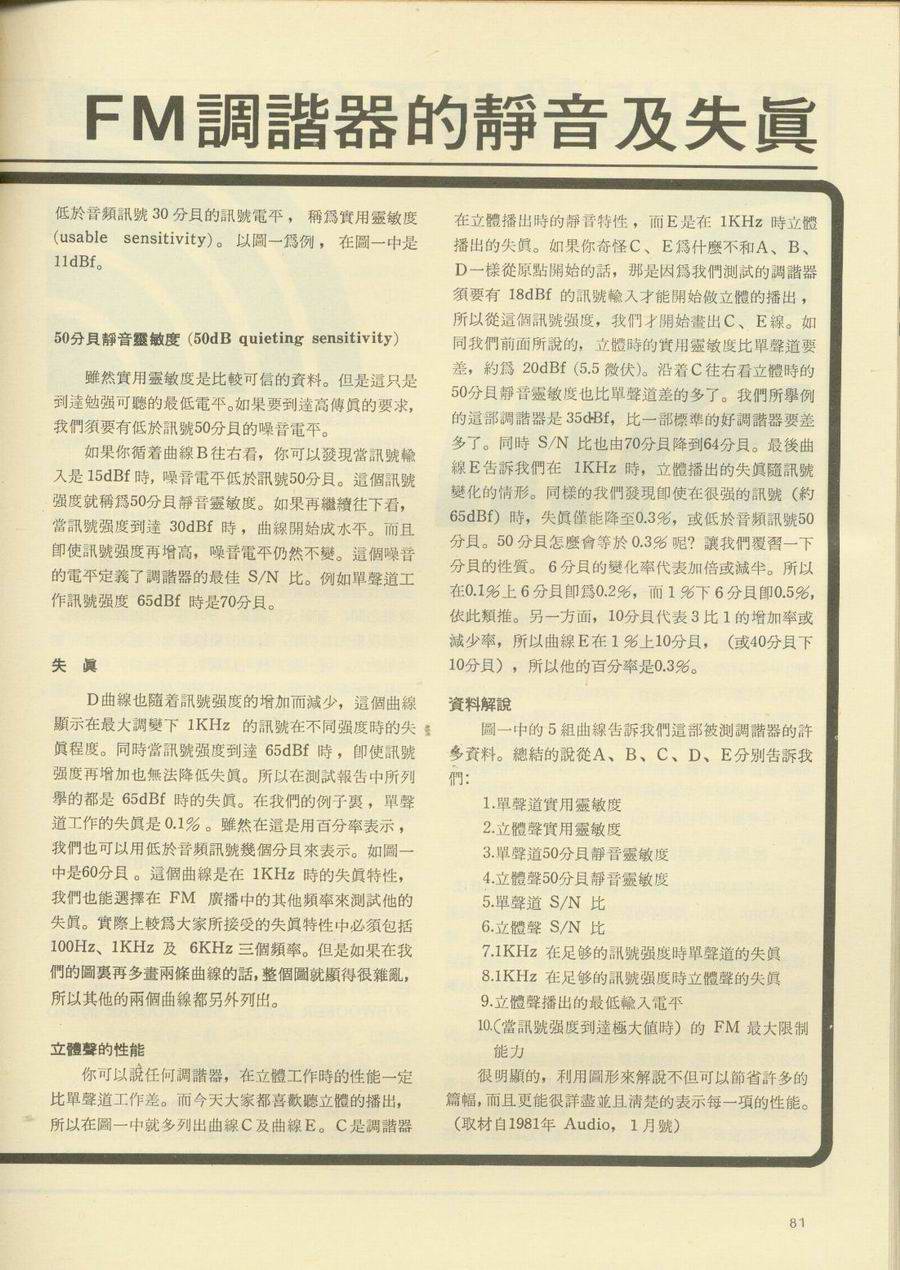 FM調諧器的靜音及失眞
低於音頻訊號 30 分貝的訊號電平， 稱爲實用靈敏度
(usable sensitivity)。 以圖一爲例， 在圖一中是
11dBf。
50分貝靜音靈敏度 (50dB quieting sensitivity)
雖然實用靈敏度是比較可信的資料。但是這只是
到達勉强可聽的最低電平。如果要到達高傳眞的要求,
我們須要有低於訊號50分貝的噪音電平。
如果你循着曲線 B 往右看，你可以發現當訊號輸
入是 15dBf 時, 噪音電平低於訊號50分貝。這個訊號
强度就稱爲50分貝靜音靈敏度。如果再繼續往下看，
當訊號强度到達 30dBf 時，曲線開始成水平。而且
卽使訊號强度再增高，噪音電平仍然不變。這個噪音
的電平定義了調諧器的最佳 S/N 比。例如單聲道工
作訊號强度 65dBf 時是70分貝。
失 眞
D曲線也隨着訊號强度的增加而減少，這個曲線
顯示在最大調變下 1KHz 的訊號在不同强度時的失
眞程度。同時當訊號强度到達 65dBf 時，卽使訊號
强度再增加也無法降低失眞。所以在測試報告中所列
擧的都是 65dBf 時的失眞。在我們的例子裏，單聲
道工作的失眞是 0.1% 。雖然在這是用百分率表示，
我們也可以用低於音頻訊號幾個分貝來表示。如圖一
中是60分貝 。這個曲線是在 1KHz 時的失眞特性，
我們也能選擇在 FM 廣播中的其他頻率來測試他的
失眞。實際上較爲大家所接受的失眞特性中必須包括
100Hz、1KHz 及 6KHz 三個頻率。但是如果在我
們的圖裏再多畫兩條曲線的話,整個圖就顯得很雜亂，
所以其他的兩個曲線都另外列出。
立體聲的性能
你可以說任何調諧器，在立體工作時的性能一定
比單聲道工作差。而今天大家都喜歡聽立體的播出，
所以在圖一中就多列出曲線 C 及曲線 E 。C 是調諧器
在立體播出時的靜音特性，而 E 是在 1KHz 時立體
播出的失眞。如果你奇怪 C 、 E 爲什麼不和 A 、 B 、
D 一樣從原點開始的話，那是因爲我們測試的調諧器
須要有 18dBf 的訊號輸入才能開始做立體的播出，
所以從這個訊號强度，我們才開始畫出 C 、 E 線。如
同我們前面所說的，立體時的實用靈敏度比單聲道要
差，約爲 20dBf (5.5 微伏)。沿着 C 往右看立體時的
50分貝靜音靈敏度也比單聲道差的多了。我們所擧例
的這部調諧器是 35dBf，比一部標準的好調諧器要差
多了。同時 S/N 比也由70分貝降到64分貝。最後曲
線 E 吿訴我們在 1KHz 時，立體播出的失眞隨訊號
變化的情形。同樣的我們發現卽使在很强的訊號（約
65dBf）時，失眞僅能降至0.3%，或低於音頻訊號50
分貝。50 分貝怎麼會等於 0.3% 呢? 讓我們覆習一下
分貝的性質。 6 分貝的變化率代表加倍或減半。所以
在0.1%上 6 分貝卽爲0.2%，而 1 %下 6 分貝卽0.5%,
依此類推。另一方面，10分貝代表 3 比 1 的增加率或
減少率，所以曲線 E 在 1 %上10分貝，（或40分貝下
10分貝），所以他的百分率是0.3%。
資料解說
圖一中的 5 組曲線吿訴我們這部被測調諧器的許
多資料。總結的說從 A 、 B 、 C 、 D 、 E 分別吿訴我
們:
1.單聲道實用靈敏度
2.立體聲實用靈敏度
3.單聲道50分貝靜音靈敏度
4.立體聲50分貝靜音靈敏度
5.單聲道 S/N 比
6.立體聲 S/N 比
7.1KHz 在足够的訊號强度時單聲道的失眞
8.1KHz 在足够的訊號强度時立體聲的失眞
9.立體聲播出的最低輸入電平
10.（當訊號强度到達極大値時）的 FM 最大限制
能力
很明顯的，利用圖形來解說不但可以節省許多的
篇幅,而且更能很詳盡並且淸楚的表示每一項的性能。
（取材自1981年 Audio， 1 月號）
81